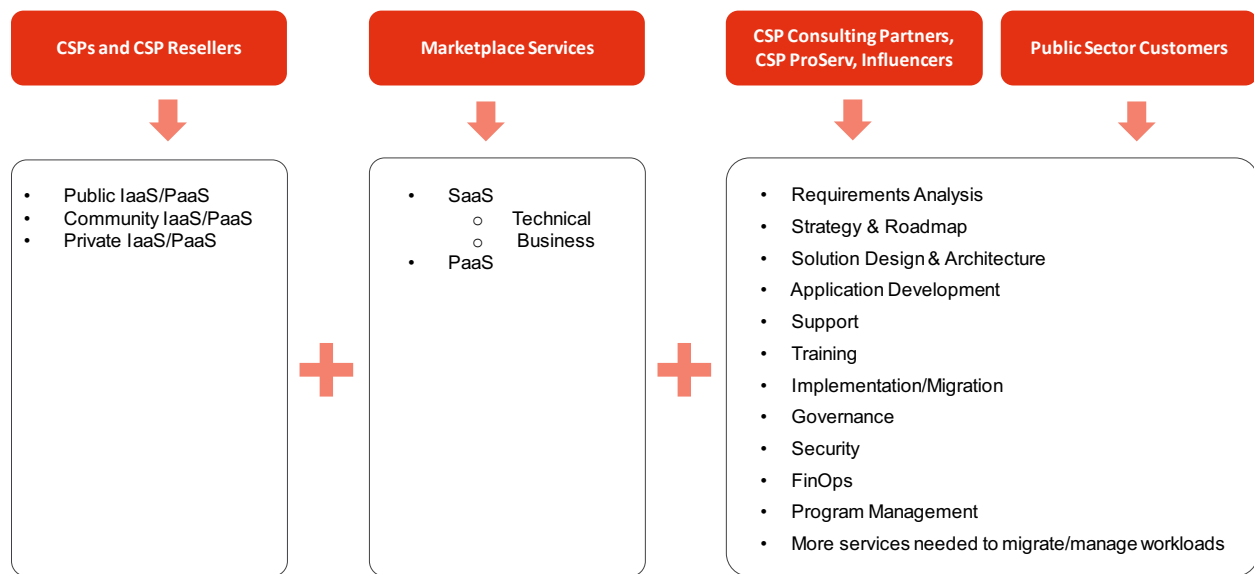 CSPs and CSP Resellers
Marketplace Services
CSP Consulting Partners,
CSP ProServ, Influencers
Public Sector Customers
• Public IaaS/PaaS
• Community IaaS/PaaS
• Private IaaS/PaaS
• SaaS
o Technical
o Business
• PaaS
• Requirements Analysis
• Strategy & Roadmap
• Solution Design & Architecture
• Application Development
• Support
• Training
• Implementation/Migration
• Governance
• Security
• FinOps
• Program Management
• More services needed to migrate/manage workloads